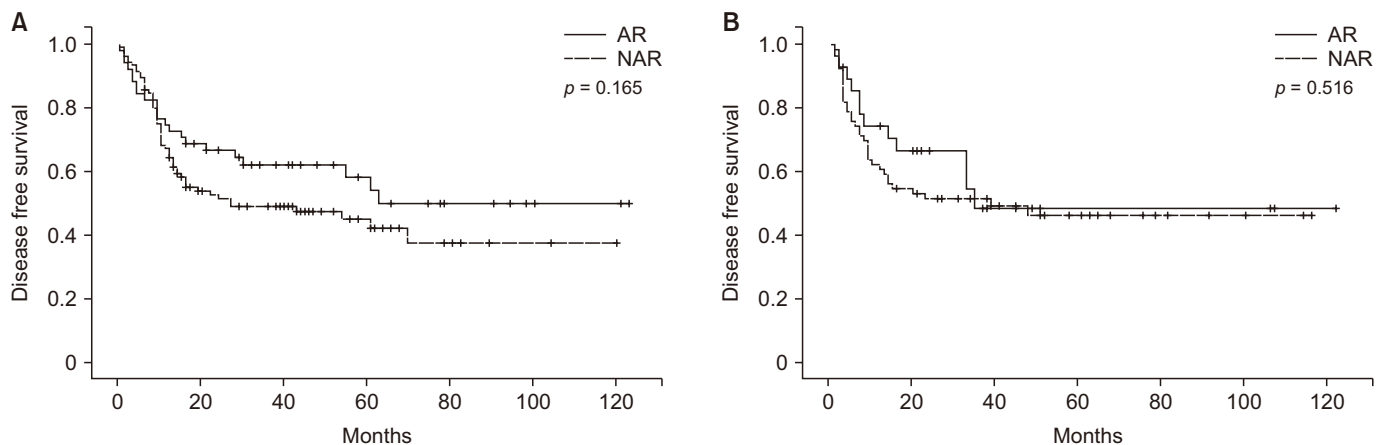 A
AR
NAR
p = 0.165
Disease free survival
1.0
0.8
0.6
0.4
0.2
0
0 20 40 60 80 100 120
Months
B
AR
NAR
p = 0.516
Disease free survival
1.0
0.8
0.6
0.4
0.2
0
0 20 40 60 80 100 120
Months